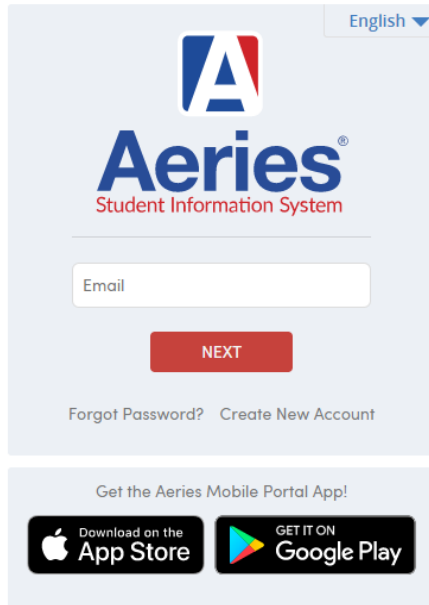 English
A
Aeries®
Student Information System
Email
NEXT
Forgot Password? Create New Account
Get the Aeries Mobile Portal App!
Download on the
App Store
GET IT ON
Google Play